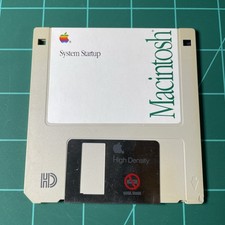 System Startup
Macintosh
High Density
HD